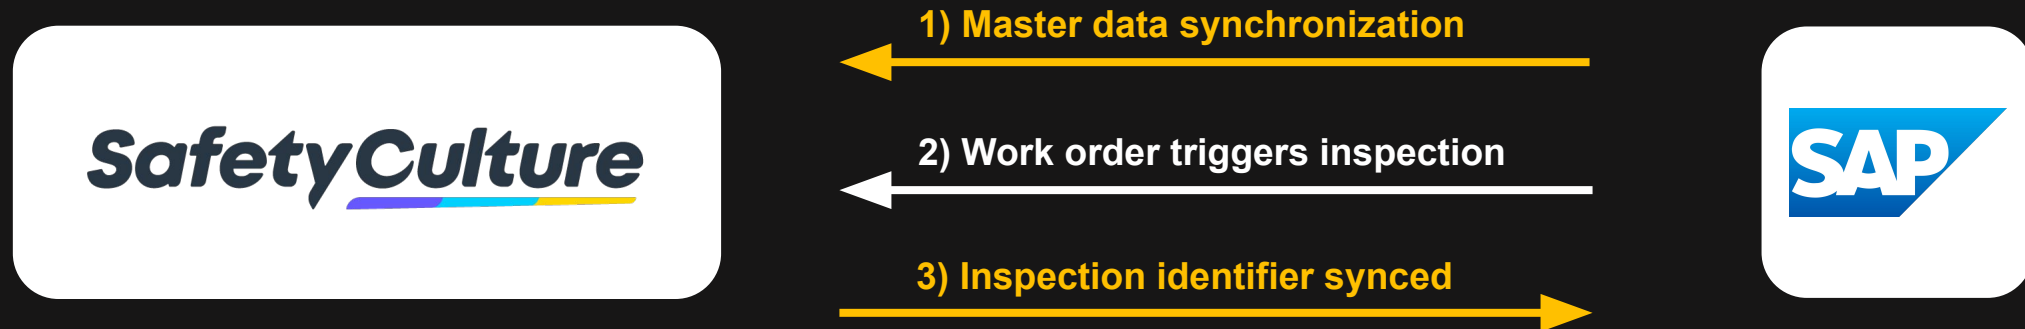 1) Master data synchronization
SafetyCulture
2) Work order triggers inspection
SAP
3) Inspection identifier synced